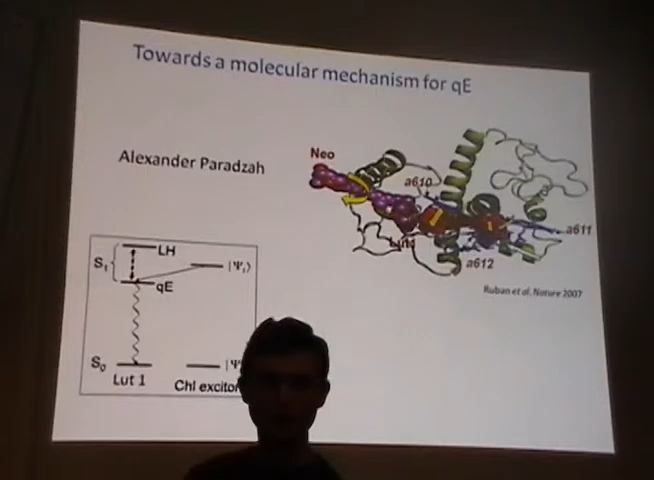 Towards a molecular mechanism for qE
Alexander Paradzah
Neo
a610
a611
a612
Ruban et al. Nature 2007
LH
S₁
|Ψᵢ⟩
qE
S₀
|Ψ
Lut 1
Chl exciton